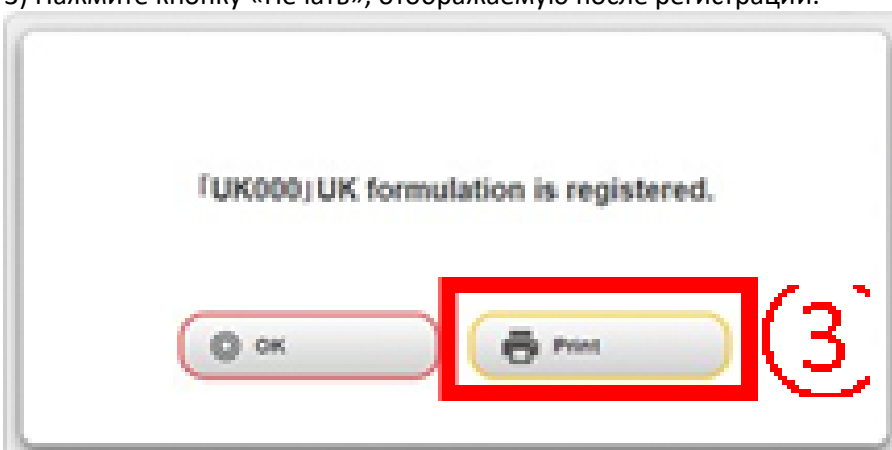 3) Нажмите кнопку «Печать», отображаемую после регистрации.
「UK000」UK formulation is registered.
OK
Print
③